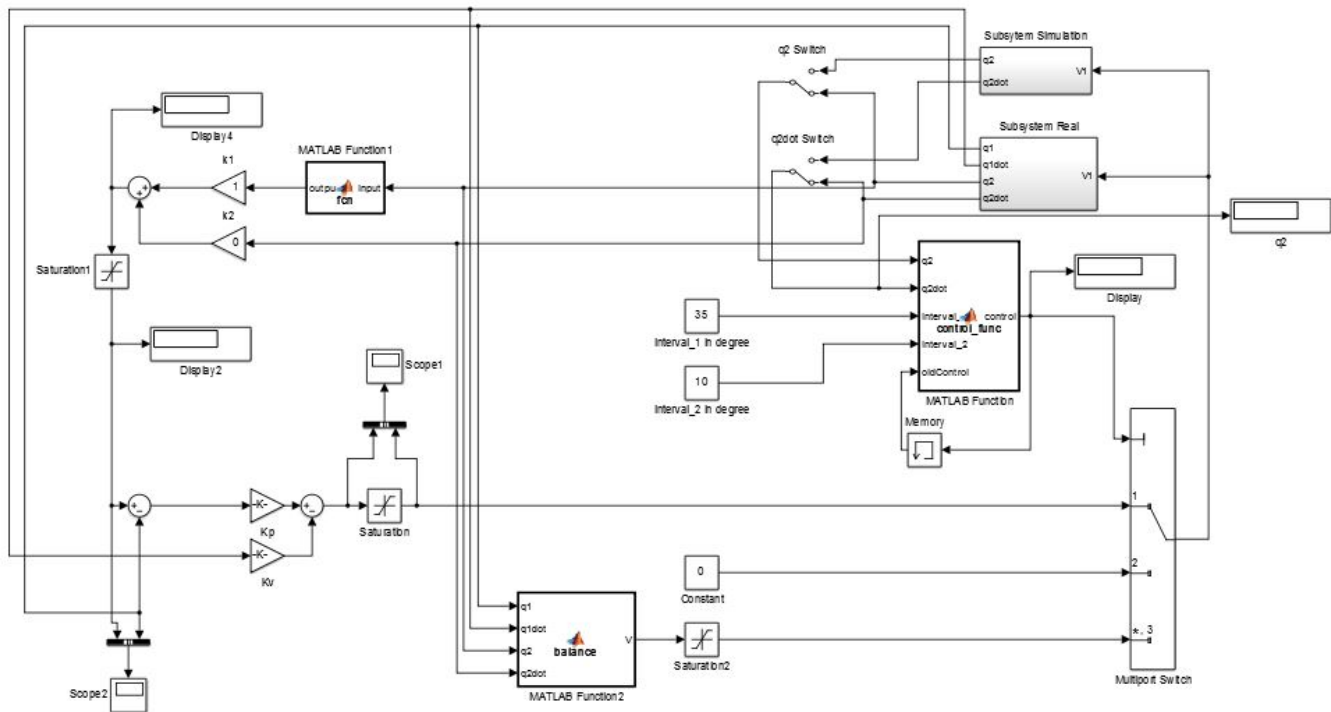 Subsytem Simulation
q2
q2dot
V1
q2 Switch
Subsystem Real
q1
q1dot
q2
q2dot
V1
q2dot Switch
Display4
MATLAB Function1
outpu
Input
fcn
k1
1
k2
0
Saturation1
q2
q2
q2dot
Interval_
Interval_2
oldControl
control
control_func
MATLAB Function
Display
35
Interval_1 in degree
10
Interval_2 in degree
Memory
Display2
Scope1
-K-
Kp
-K-
Kv
Saturation
1
2
*, 3
Multiport Switch
0
Constant
q1
q1dot
q2
q2dot
V
balance
MATLAB Function2
Saturation2
Scope2